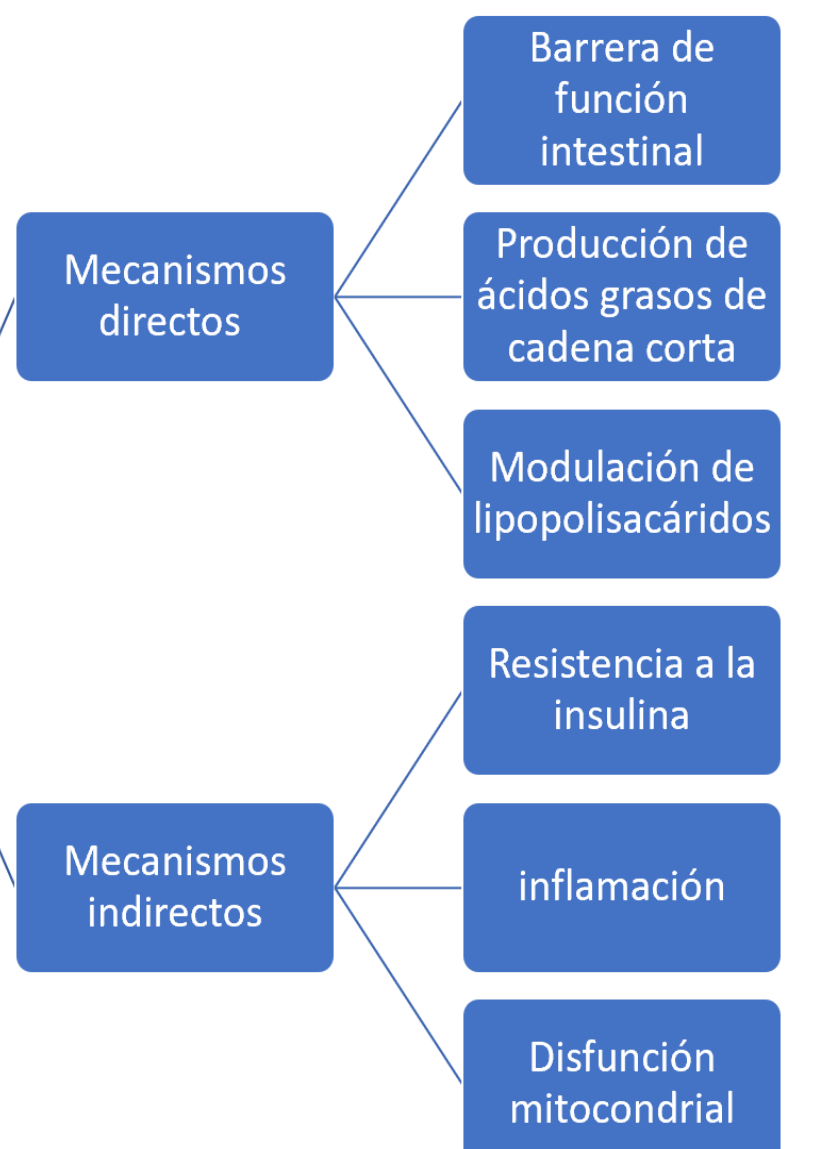 Barrera de
función
intestinal
Mecanismos
directos
Producción de
ácidos grasos de
cadena corta
Modulación de
lipopolisacáridos
Resistencia a la
insulina
Mecanismos
indirectos
inflamación
Disfunción
mitocondrial